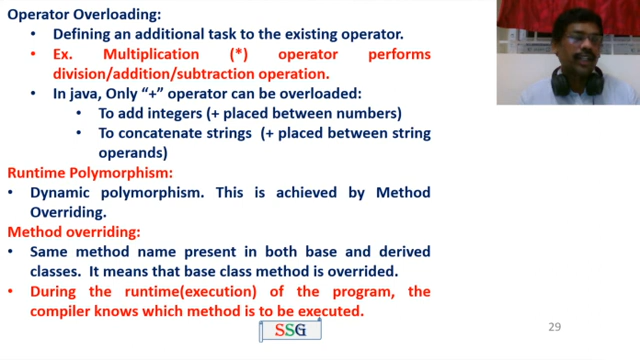 Operator Overloading:
• Defining an additional task to the existing operator.
• Ex. Multiplication (*) operator performs
division/addition/subtraction operation.
• In java, Only “+” operator can be overloaded:
• To add integers (+ placed between numbers)
• To concatenate strings (+ placed between string
operands)
Runtime Polymorphism:
• Dynamic polymorphism. This is achieved by Method
Overriding.
Method overriding:
• Same method name present in both base and derived
classes. It means that base class method is overrided.
• During the runtime(execution) of the program, the
compiler knows which method is to be executed.
SSG
29